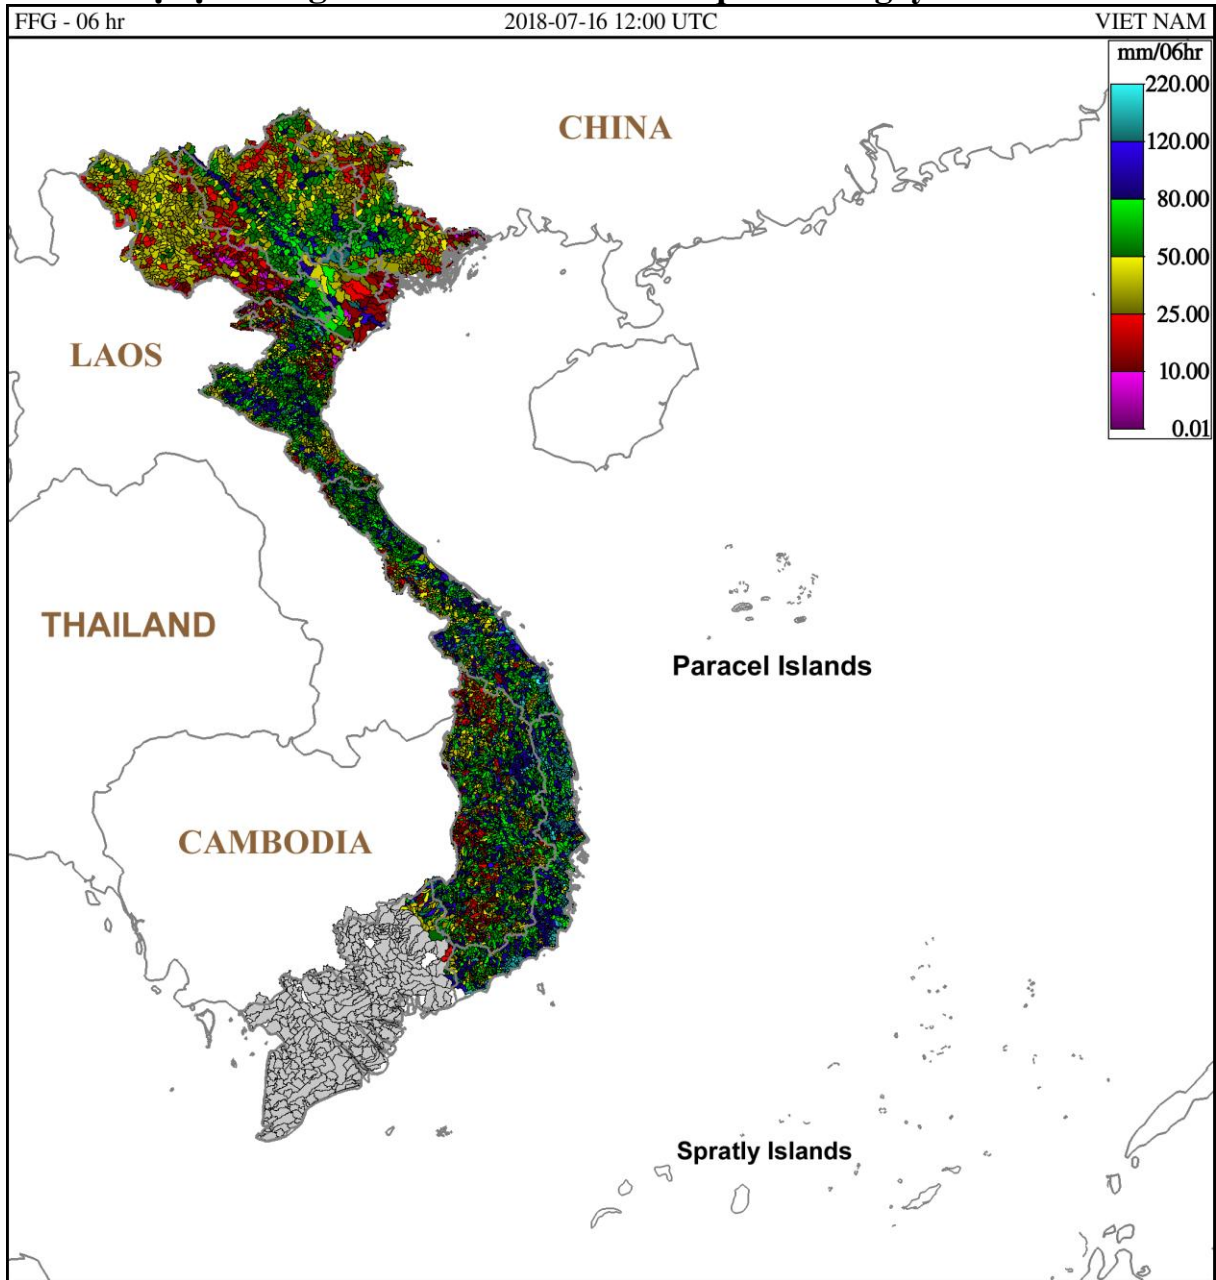 FFG - 06 hr 2018-07-16 12:00 UTC VIET NAM
mm/06hr
220.00
120.00
80.00
50.00
25.00
10.00
0.01
CHINA
LAOS
THAILAND
Paracel Islands
CAMBODIA
Spratly Islands